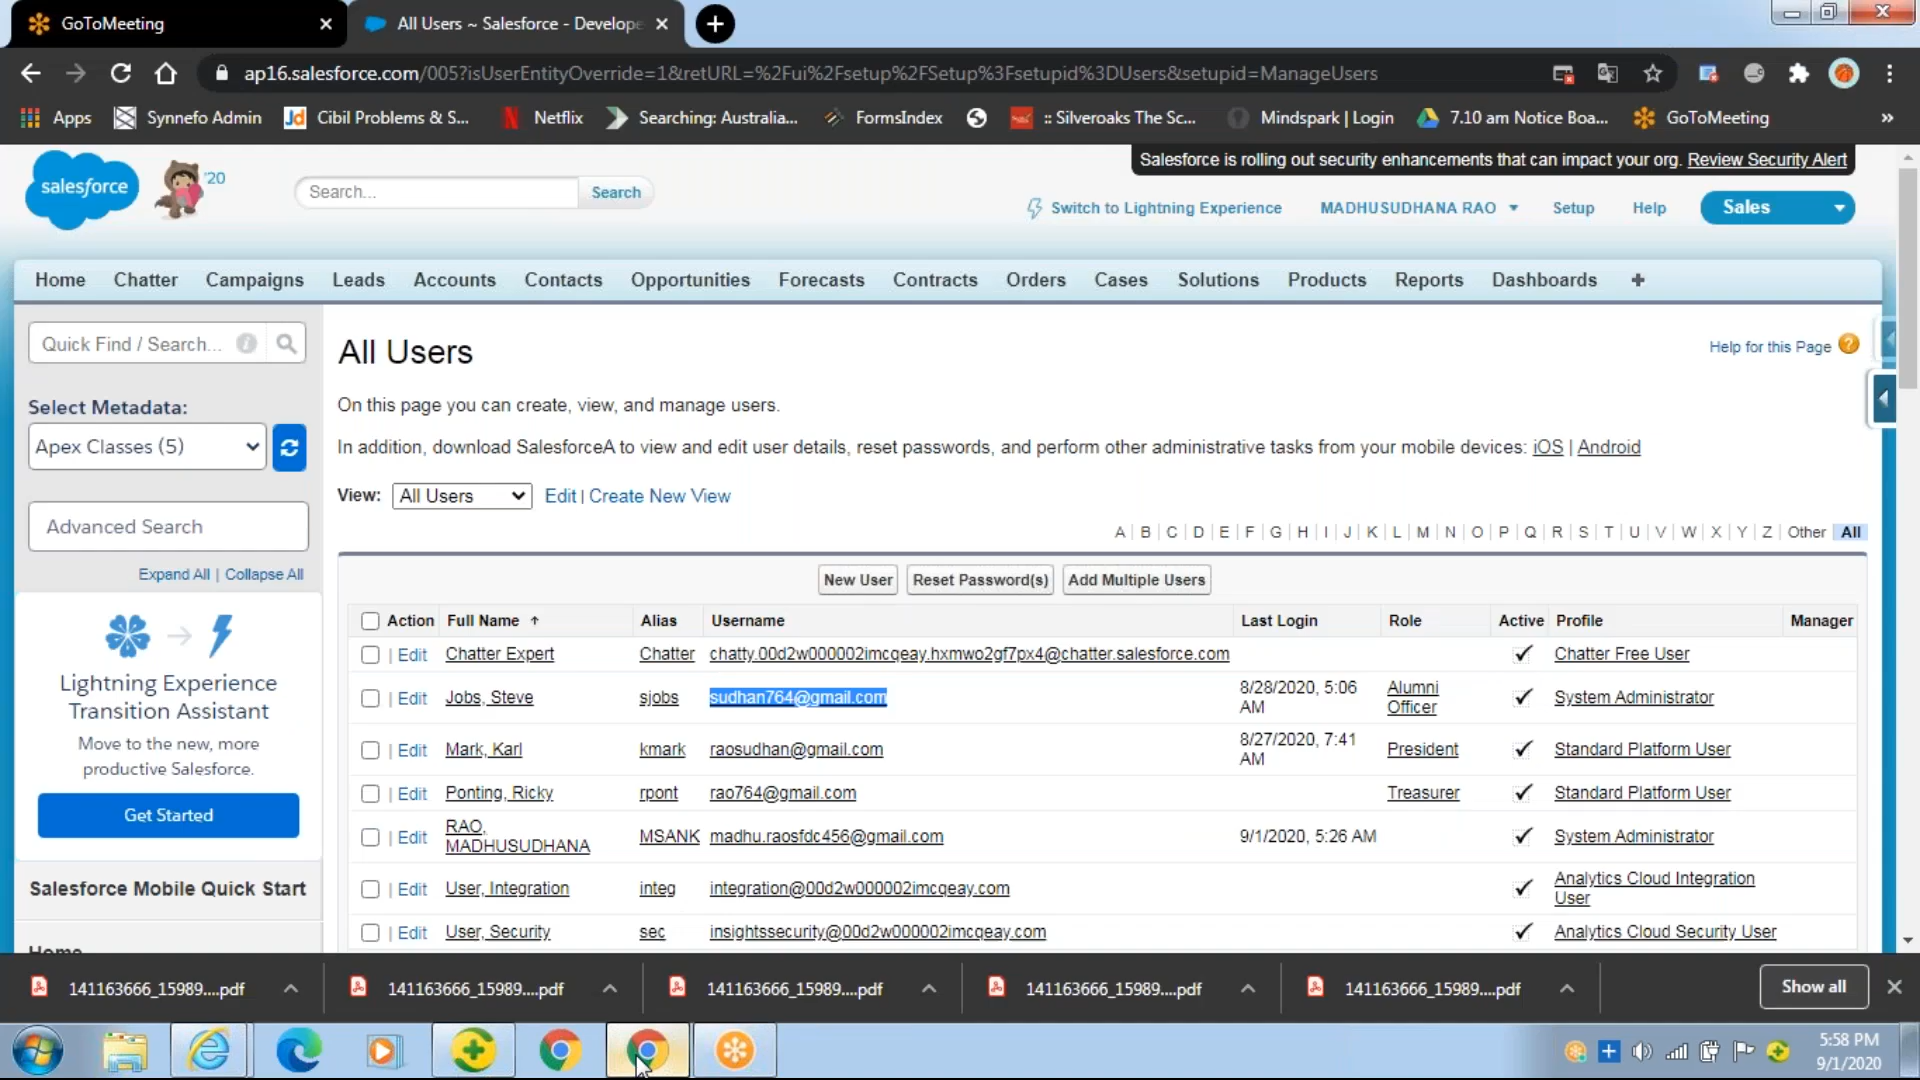 GoToMeeting
All Users ~ Salesforce - Develope
ap16.salesforce.com/005?isUserEntityOverride=1&retURL=%2Fui%2Fsetup%2FSetup%3Fsetupid%3DUsers&setupid=ManageUsers
Apps
Synnefo Admin
Cibil Problems & S...
Netflix
Searching: Australia...
FormsIndex
:: Silveroaks The Sc...
Mindspark | Login
7.10 am Notice Boa...
GoToMeeting
»
Salesforce is rolling out security enhancements that can impact your org. Review Security Alert
salesforce
'20
Search...
Search
Switch to Lightning Experience
MADHUSUDHANA RAO
Setup
Help
Sales
Home
Chatter
Campaigns
Leads
Accounts
Contacts
Opportunities
Forecasts
Contracts
Orders
Cases
Solutions
Products
Reports
Dashboards
+
Quick Find / Search...
Select Metadata:
Apex Classes (5)
Advanced Search
Expand All | Collapse All
Lightning Experience
Transition Assistant
Move to the new, more
productive Salesforce.
Get Started
Salesforce Mobile Quick Start
Home
All Users
Help for this Page ?
On this page you can create, view, and manage users.
In addition, download SalesforceA to view and edit user details, reset passwords, and perform other administrative tasks from your mobile devices: iOS | Android
View: All Users Edit | Create New View
A | B | C | D | E | F | G | H | I | J | K | L | M | N | O | P | Q | R | S | T | U | V | W | X | Y | Z | Other All
New User Reset Password(s) Add Multiple Users
Action Full Name ↑ Alias Username Last Login Role Active Profile Manager
| Edit Chatter Expert Chatter chatty.00d2w000002imcqeay.hxmwo2gf7px4@chatter.salesforce.com ✓ Chatter Free User
| Edit Jobs, Steve sjobs sudhan764@gmail.com 8/28/2020, 5:06 AM Alumni Officer ✓ System Administrator
| Edit Mark, Karl kmark raosudhan@gmail.com 8/27/2020, 7:41 AM President ✓ Standard Platform User
| Edit Ponting, Ricky rpont rao764@gmail.com Treasurer ✓ Standard Platform User
| Edit RAO, MADHUSUDHANA MSANK madhu.raosfdc456@gmail.com 9/1/2020, 5:26 AM ✓ System Administrator
| Edit User, Integration integ integration@00d2w000002imcqeay.com ✓ Analytics Cloud Integration User
| Edit User, Security sec insightssecurity@00d2w000002imcqeay.com ✓ Analytics Cloud Security User
141163666_15989....pdf
141163666_15989....pdf
141163666_15989....pdf
141163666_15989....pdf
141163666_15989....pdf
Show all
5:58 PM
9/1/2020